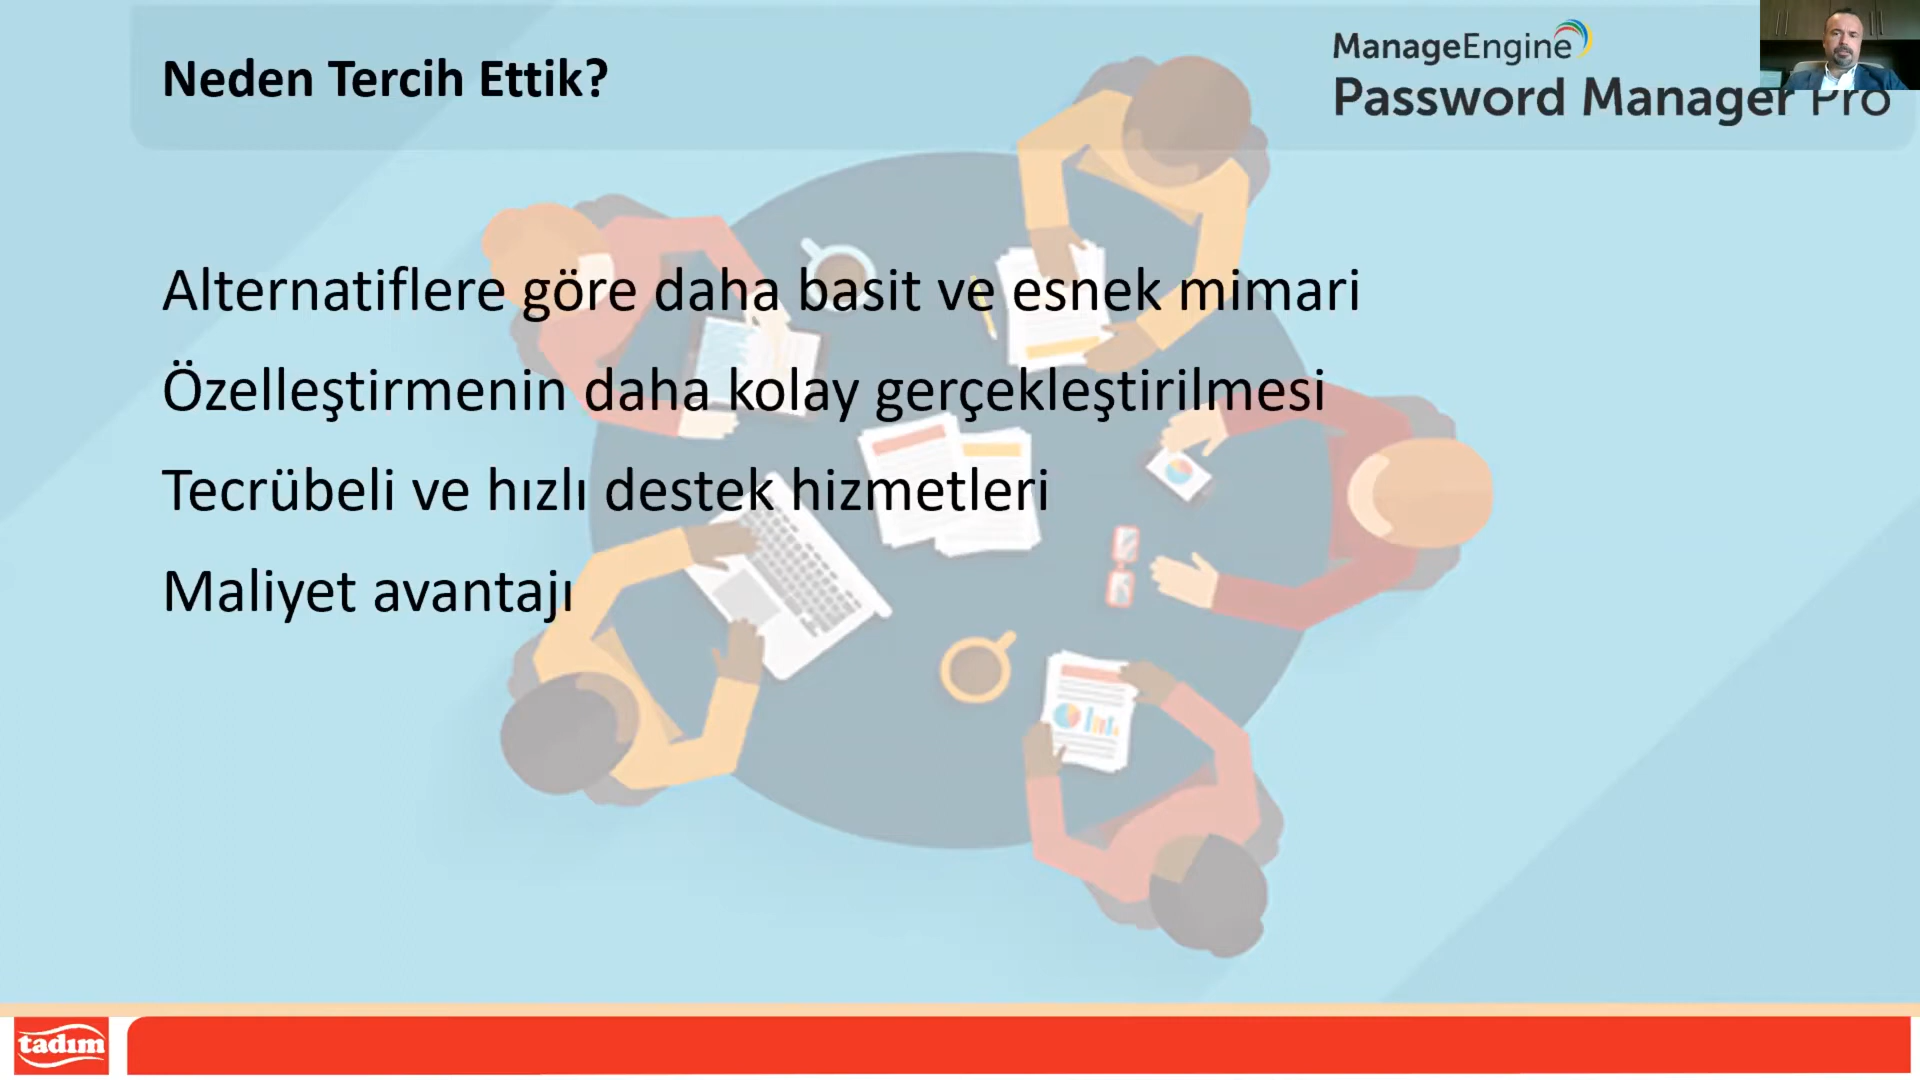 Neden Tercih Ettik?
ManageEngine
Password Manager Pro
Alternatiflere göre daha basit ve esnek mimari
Özelleştirmenin daha kolay gerçekleştirilmesi
Tecrübeli ve hızlı destek hizmetleri
Maliyet avantajı
tadım